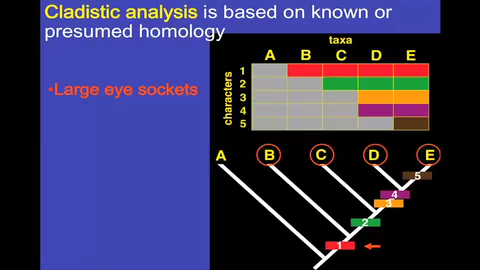 Cladistic analysis is based on known or
presumed homology
•Large eye sockets
taxa
A B C D E
characters
1
2
3
4
5
A B C D E
5
4
3
2
1